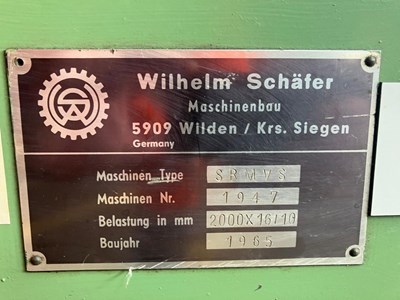 SW
Wilhelm Schäfer
Maschinenbau
5909 Wilden / Krs. Siegen
Germany
Maschinen Type SRMVS
Maschinen Nr. 1947
Belastung in mm 2000X16/10
Baujahr 1965